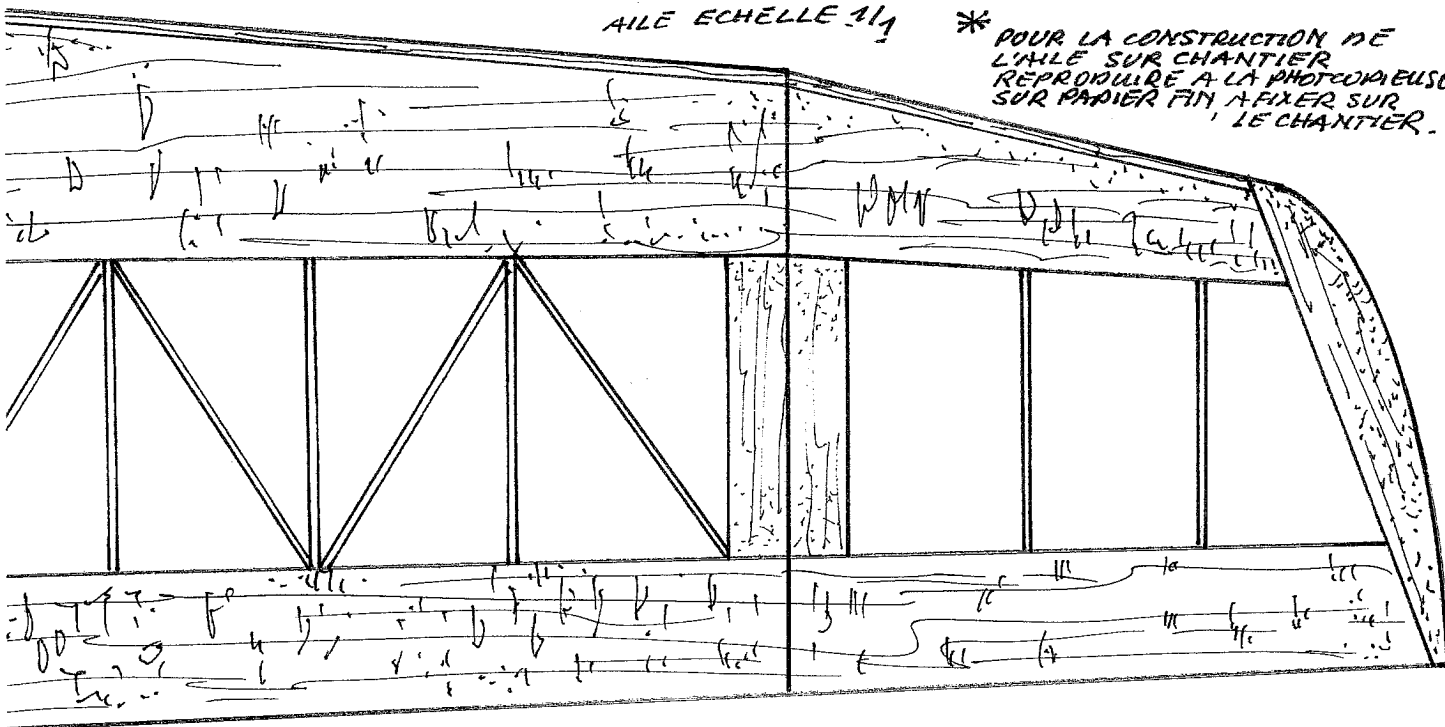 AILE ECHELLE 1/1
* POUR LA CONSTRUCTION DE
L'AILE SUR CHANTIER
REPRODUIRE A LA PHOTOCOPIEUSE
SUR PAPIER FIN A FIXER SUR
LE CHANTIER.